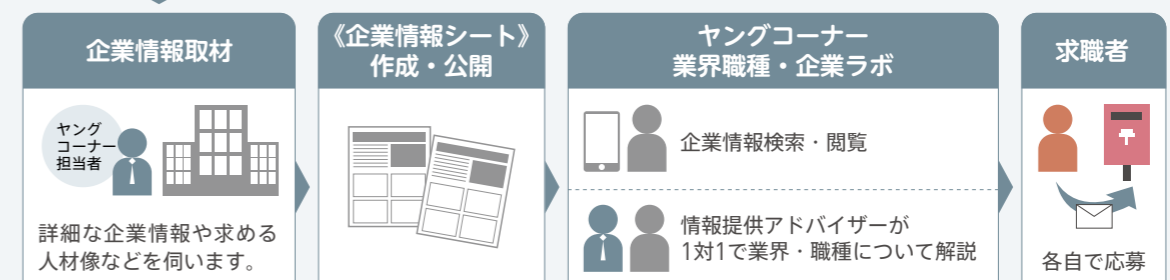 企業情報取材
ヤング
コーナー
担当者
詳細な企業情報や求める
人材像などを伺います。
《企業情報シート》
作成・公開
ヤングコーナー
業界職種・企業ラボ
企業情報検索・閲覧
情報提供アドバイザーが
1対1で業界・職種について解説
求職者
各自で応募